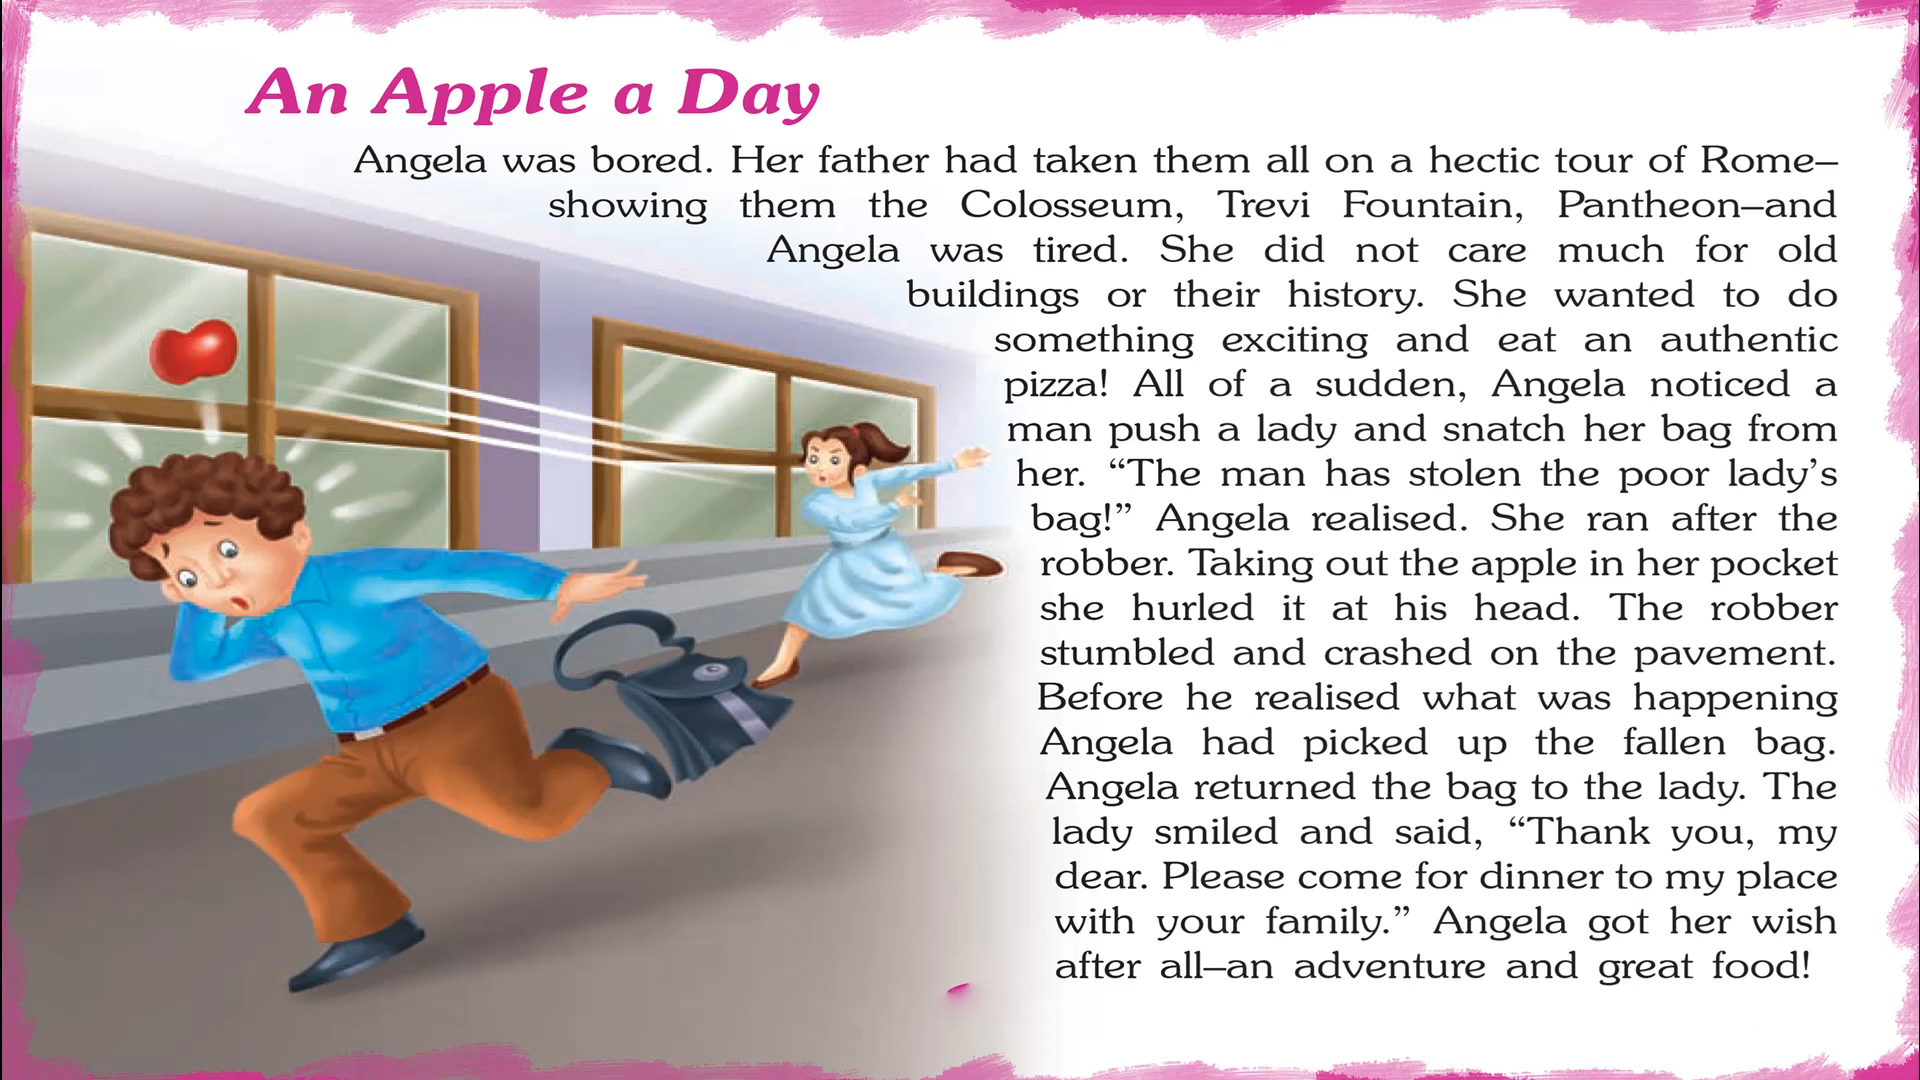 An Apple a Day
Angela was bored. Her father had taken them all on a hectic tour of Rome–
showing them the Colosseum, Trevi Fountain, Pantheon–and
Angela was tired. She did not care much for old
buildings or their history. She wanted to do
something exciting and eat an authentic
pizza! All of a sudden, Angela noticed a
man push a lady and snatch her bag from
her. “The man has stolen the poor lady’s
bag!” Angela realised. She ran after the
robber. Taking out the apple in her pocket
she hurled it at his head. The robber
stumbled and crashed on the pavement.
Before he realised what was happening
Angela had picked up the fallen bag.
Angela returned the bag to the lady. The
lady smiled and said, “Thank you, my
dear. Please come for dinner to my place
with your family.” Angela got her wish
after all–an adventure and great food!